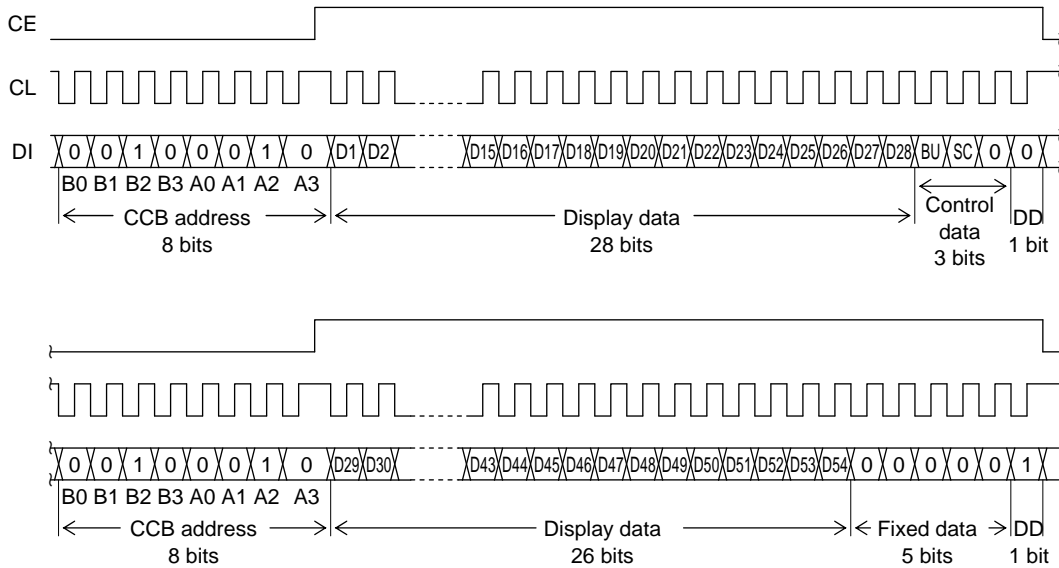 CE
CL
DI 0 0 1 0 0 0 1 0 D1 D2 D15 D16 D17 D18 D19 D20 D21 D22 D23 D24 D25 D26 D27 D28 BU SC 0 0
B0 B1 B2 B3 A0 A1 A2 A3
CCB address
8 bits
Display data
28 bits
Control
data
3 bits
DD
1 bit
0 0 1 0 0 0 1 0 D29 D30 D43 D44 D45 D46 D47 D48 D49 D50 D51 D52 D53 D54 0 0 0 0 0 1
B0 B1 B2 B3 A0 A1 A2 A3
CCB address
8 bits
Display data
26 bits
Fixed data
5 bits
DD
1 bit